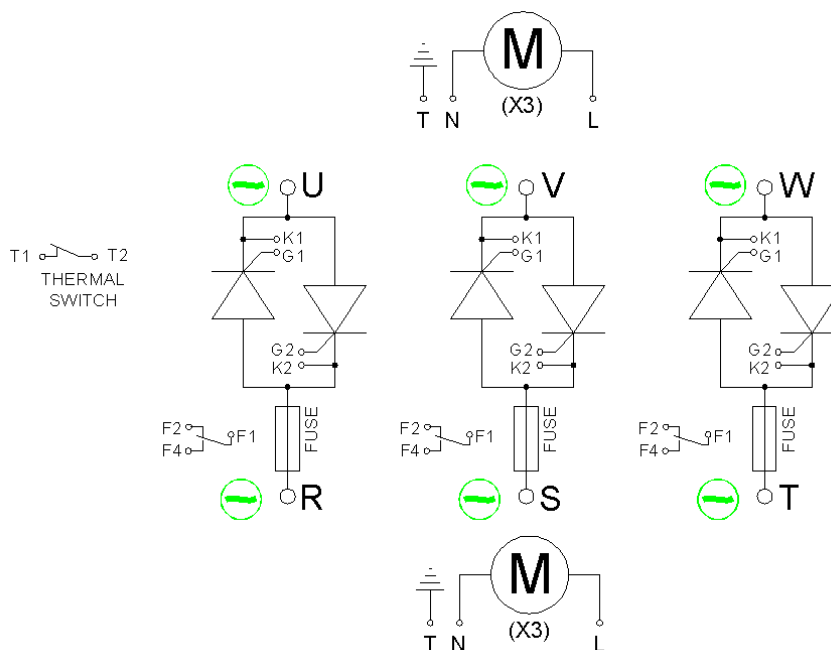 M
(X3)
T N L
U V W
K1 K1 K1
G1 G1 G1
T1 T2
THERMAL
SWITCH
G2 G2 G2
K2 K2 K2
F2 F1 FUSE F2 F1 FUSE F2 F1 FUSE
F4 F4 F4
R S T
M
(X3)
T N L